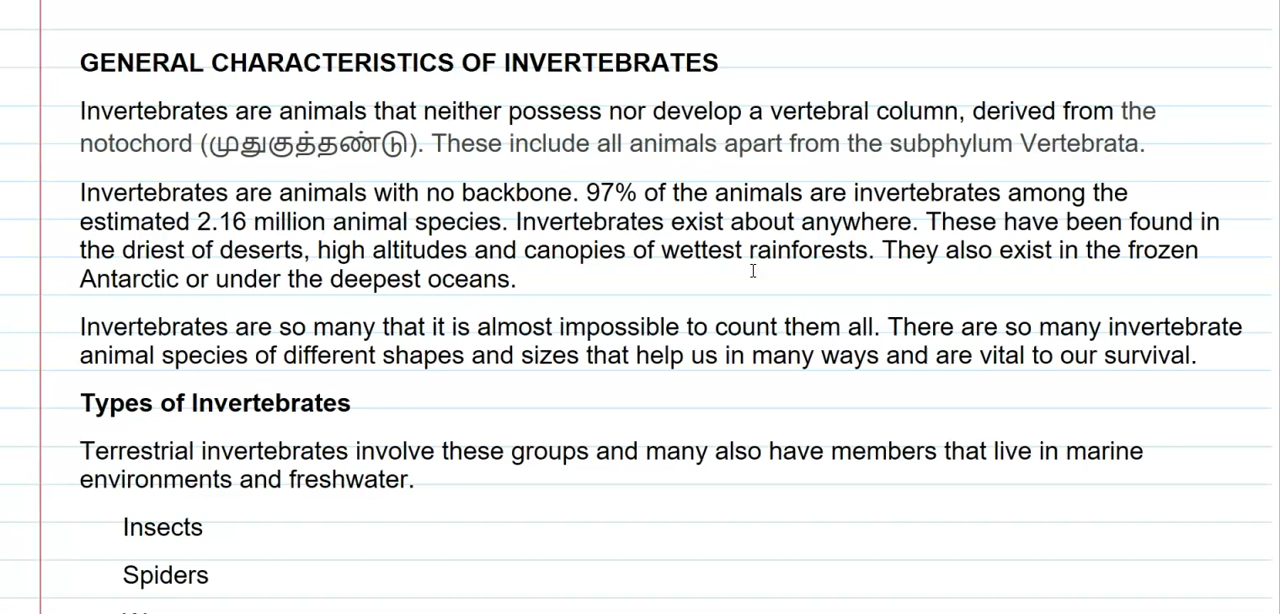 GENERAL CHARACTERISTICS OF INVERTEBRATES
Invertebrates are animals that neither possess nor develop a vertebral column, derived from the
notochord (முதுகுத்தண்டு). These include all animals apart from the subphylum Vertebrata.
Invertebrates are animals with no backbone. 97% of the animals are invertebrates among the
estimated 2.16 million animal species. Invertebrates exist about anywhere. These have been found in
the driest of deserts, high altitudes and canopies of wettest rainforests. They also exist in the frozen
Antarctic or under the deepest oceans.
Invertebrates are so many that it is almost impossible to count them all. There are so many invertebrate
animal species of different shapes and sizes that help us in many ways and are vital to our survival.
Types of Invertebrates
Terrestrial invertebrates involve these groups and many also have members that live in marine
environments and freshwater.
Insects
Spiders